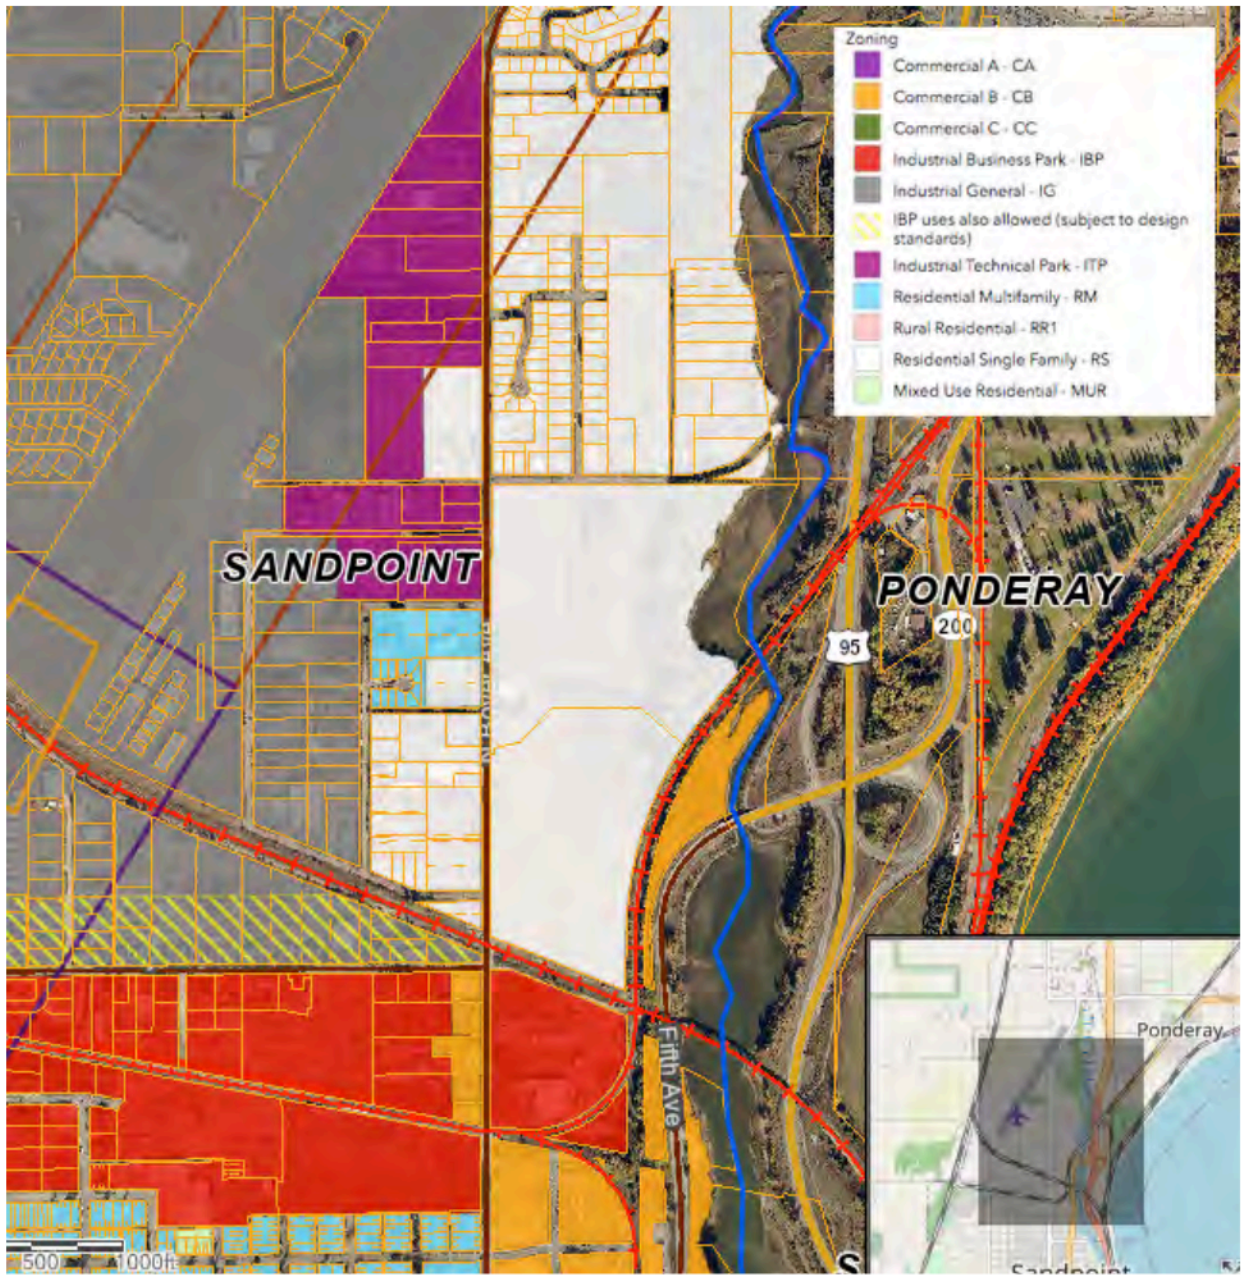 Zoning
Commercial A - CA
Commercial B - CB
Commercial C - CC
Industrial Business Park - IBP
Industrial General - IG
IBP uses also allowed (subject to design
standards)
Industrial Technical Park - ITP
Residential Multifamily - RM
Rural Residential - RR1
Residential Single Family - RS
Mixed Use Residential - MUR
SANDPOINT
PONDERAY
200
95
Fifth Ave
Ponderay
Sandpoint
S
500
1000ft